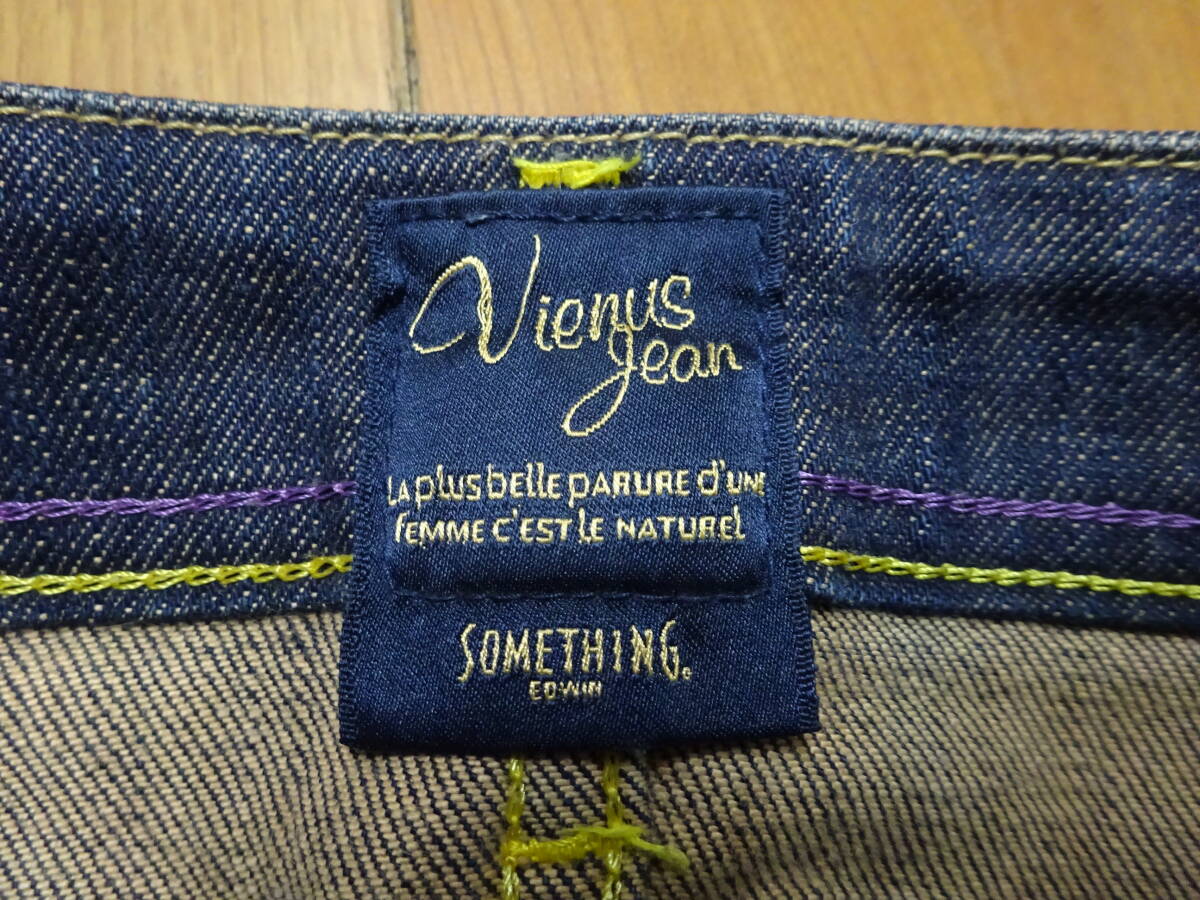 Vienus
Jean
La plus belle parure d'une
femme c'est le naturel
SOMETHING.
EDWIN